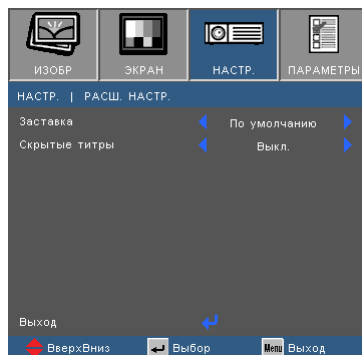 ИЗОБР ЭКРАН НАСТР. ПАРАМЕТРЫ
НАСТР. | РАСШ. НАСТР.
Заставка По умолчанию
Скрытые титры Выкл.
Выход
ВверхВниз Выбор Menu Выход